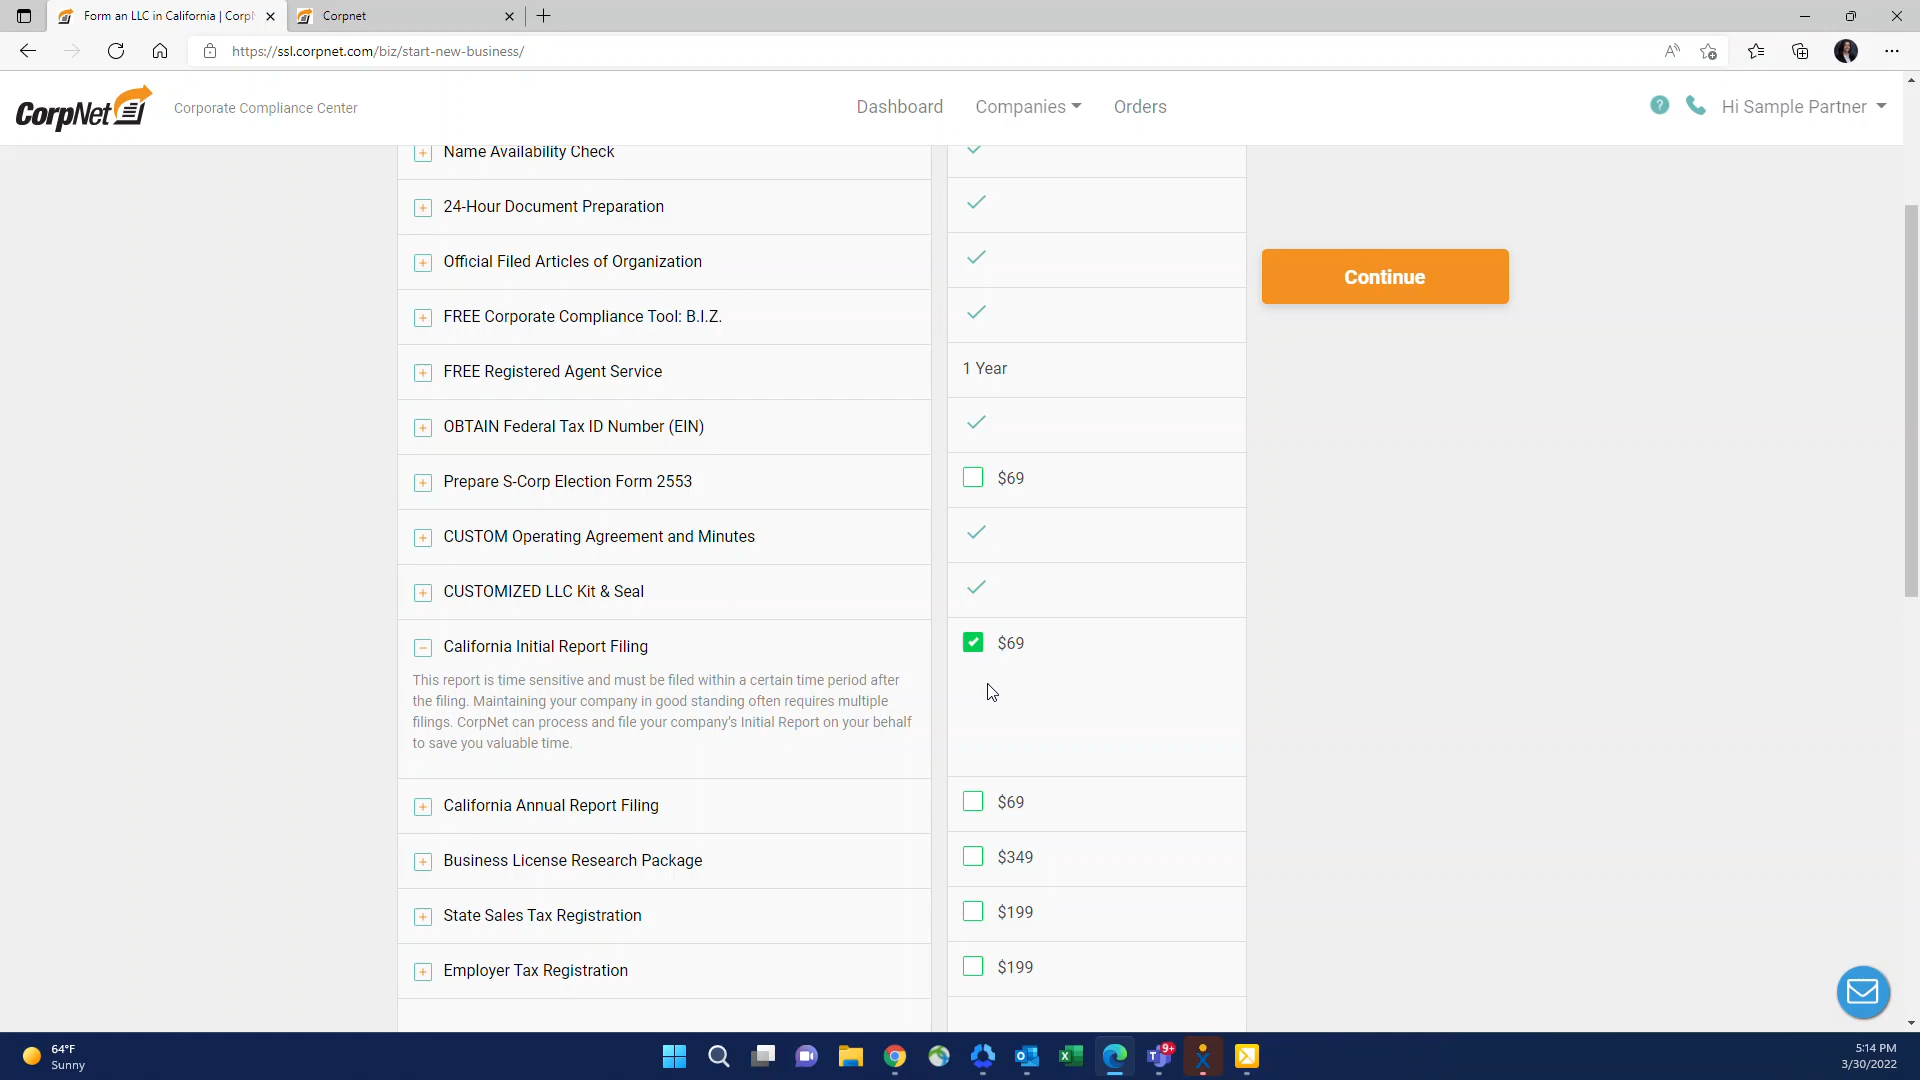 Form an LLC in California | Corp
Corpnet
https://ssl.corpnet.com/biz/start-new-business/
CorpNet
Corporate Compliance Center
Dashboard
Companies
Orders
?
Hi Sample Partner
Name Availability Check
24-Hour Document Preparation
Official Filed Articles of Organization
Continue
FREE Corporate Compliance Tool: B.I.Z.
FREE Registered Agent Service
1 Year
OBTAIN Federal Tax ID Number (EIN)
Prepare S-Corp Election Form 2553
$69
CUSTOM Operating Agreement and Minutes
CUSTOMIZED LLC Kit & Seal
California Initial Report Filing
$69
This report is time sensitive and must be filed within a certain time period after
the filing. Maintaining your company in good standing often requires multiple
filings. CorpNet can process and file your company's Initial Report on your behalf
to save you valuable time.
California Annual Report Filing
$69
Business License Research Package
$349
State Sales Tax Registration
$199
Employer Tax Registration
$199
64°F
Sunny
9+
5:14 PM
3/30/2022